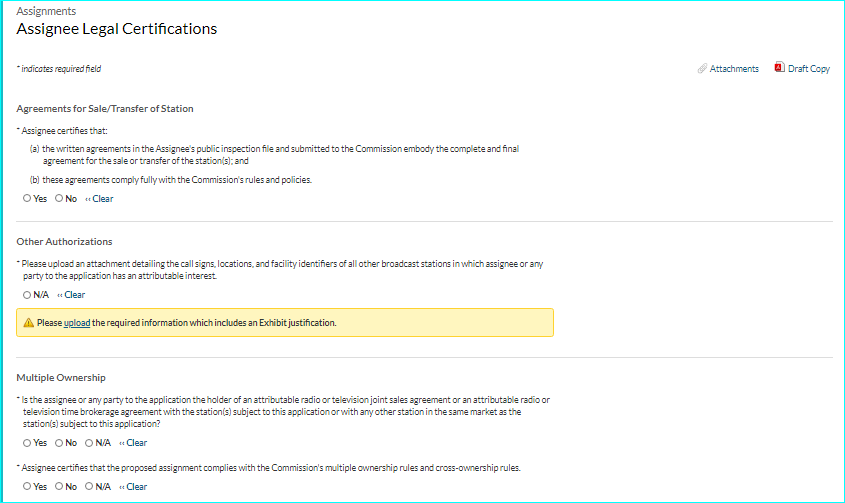 Assignments
Assignee Legal Certifications
* indicates required field
Attachments
Draft Copy
Agreements for Sale/Transfer of Station
* Assignee certifies that:
(a) the written agreements in the Assignee's public inspection file and submitted to the Commission embody the complete and final
agreement for the sale or transfer of the station(s); and
(b) these agreements comply fully with the Commission's rules and policies.
Yes No ‹‹ Clear
Other Authorizations
* Please upload an attachment detailing the call signs, locations, and facility identifiers of all other broadcast stations in which assignee or any
party to the application has an attributable interest.
N/A ‹‹ Clear
Please upload the required information which includes an Exhibit justification.
Multiple Ownership
* Is the assignee or any party to the application the holder of an attributable radio or television joint sales agreement or an attributable radio or
television time brokerage agreement with the station(s) subject to this application or with any other station in the same market as the
station(s) subject to this application?
Yes No N/A ‹‹ Clear
* Assignee certifies that the proposed assignment complies with the Commission's multiple ownership rules and cross-ownership rules.
Yes No N/A ‹‹ Clear